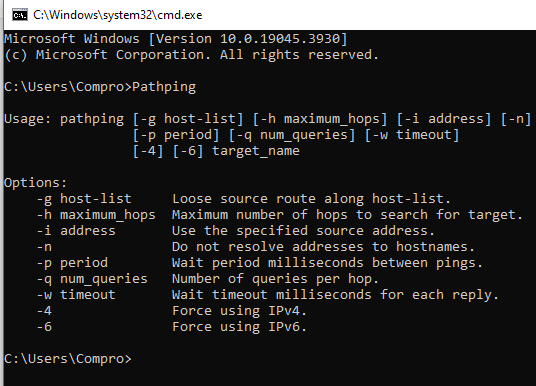 C:\Windows\system32\cmd.exe
Microsoft Windows [Version 10.0.19045.3930]
(c) Microsoft Corporation. All rights reserved.
C:\Users\Compro>Pathping
Usage: pathping [-g host-list] [-h maximum_hops] [-i address] [-n]
[-p period] [-q num_queries] [-w timeout]
[-4] [-6] target_name
Options:
-g host-list Loose source route along host-list.
-h maximum_hops Maximum number of hops to search for target.
-i address Use the specified source address.
-n Do not resolve addresses to hostnames.
-p period Wait period milliseconds between pings.
-q num_queries Number of queries per hop.
-w timeout Wait timeout milliseconds for each reply.
-4 Force using IPv4.
-6 Force using IPv6.
C:\Users\Compro>